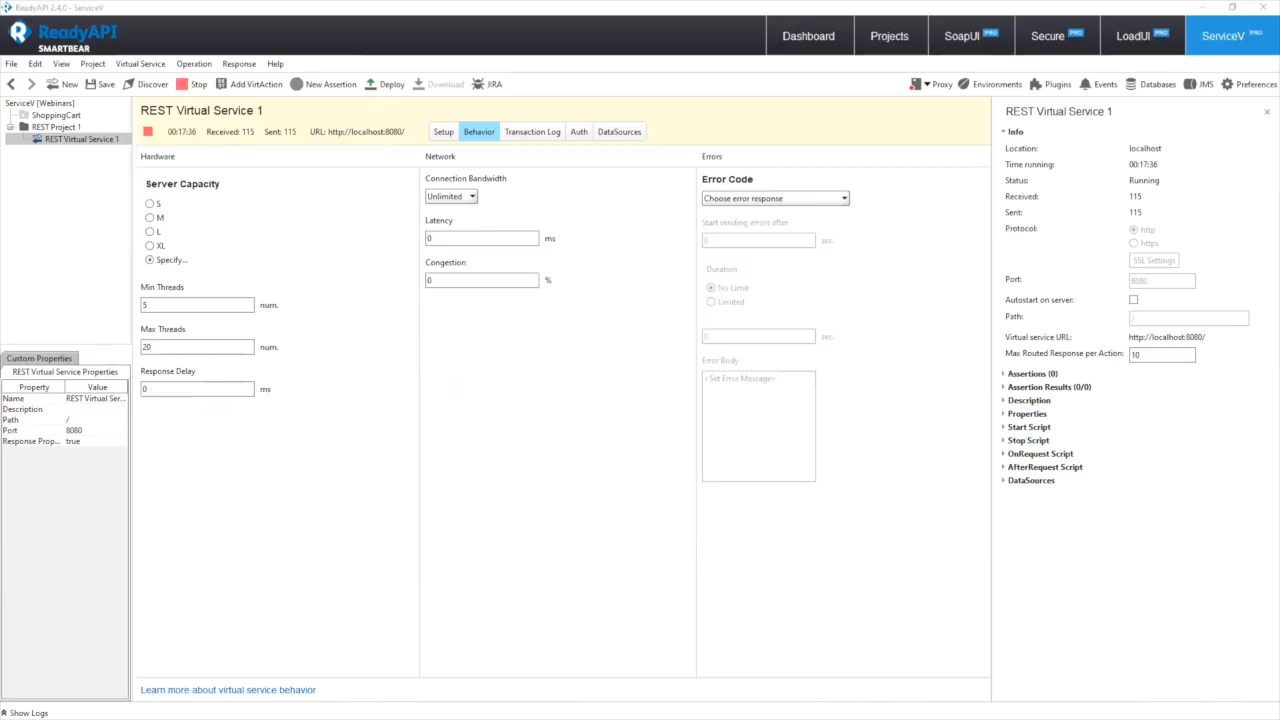 ReadyAPI 2.4.0 - ServiceV
ReadyAPI
SMARTBEAR
Dashboard
Projects
SoapUI PRO
Secure PRO
LoadUI PRO
ServiceV PRO
File Edit View Project Virtual Service Operation Response Help
New Save Discover Stop Add VirtAction New Assertion Deploy Download JIRA
Proxy Environments Plugins Events Databases JMS Preferences
ServiceV [Webinars]
ShoppingCart
REST Project 1
REST Virtual Service 1
Custom Properties
REST Virtual Service Properties
Property Value
Name REST Virtual Ser...
Description
Path /
Port 8080
Response Prop... true
REST Virtual Service 1
00:17:36 Received: 115 Sent: 115 URL: http://localhost:8080/
Setup Behavior Transaction Log Auth DataSources
Hardware
Server Capacity
S
M
L
XL
Specify...
Min Threads
5 num.
Max Threads
20 num.
Response Delay
0 ms
Network
Connection Bandwidth
Unlimited
Latency
0 ms
Congestion
0 %
Errors
Error Code
Choose error response
Start sending errors after
0 sec.
Duration
No Limit
Limited
0 sec.
Error Body
<Set Error Message>
Learn more about virtual service behavior
REST Virtual Service 1
Info
Location: localhost
Time running: 00:17:36
Status: Running
Received: 115
Sent: 115
Protocol: http
https
SSL Settings
Port: 8080
Autostart on server:
Path: /
Virtual service URL: http://localhost:8080/
Max Routed Response per Action: 10
Assertions (0)
Assertion Results (0/0)
Description
Properties
Start Script
Stop Script
OnRequest Script
AfterRequest Script
DataSources
Show Logs